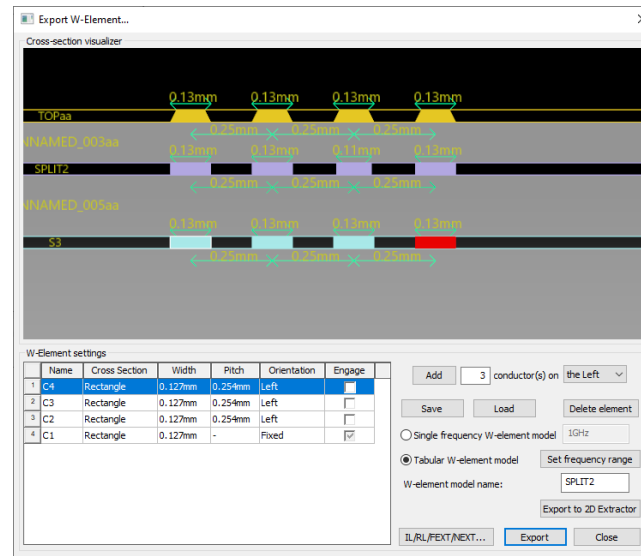 Export W-Element...
Cross-section visualizer
0.13mm 0.13mm 0.13mm 0.13mm
TOPaa
0.25mm 0.25mm 0.25mm
NNAMED_003aa
0.13mm 0.13mm 0.11mm 0.13mm
SPLIT2
0.25mm 0.25mm 0.25mm
NNAMED_005aa
0.13mm 0.13mm 0.13mm 0.13mm
S3
0.25mm 0.25mm 0.25mm
W-Element settings
Name Cross Section Width Pitch Orientation Engage
1 C4 Rectangle 0.127mm 0.254mm Left
2 C3 Rectangle 0.127mm 0.254mm Left
3 C2 Rectangle 0.127mm 0.254mm Left
4 C1 Rectangle 0.127mm - Fixed
Add 3 conductor(s) on the Left
Save Load Delete element
Single frequency W-element model 1GHz
Tabular W-element model Set frequency range
W-element model name: SPLIT2
Export to 2D Extractor
IL/RL/FEXT/NEXT... Export Close